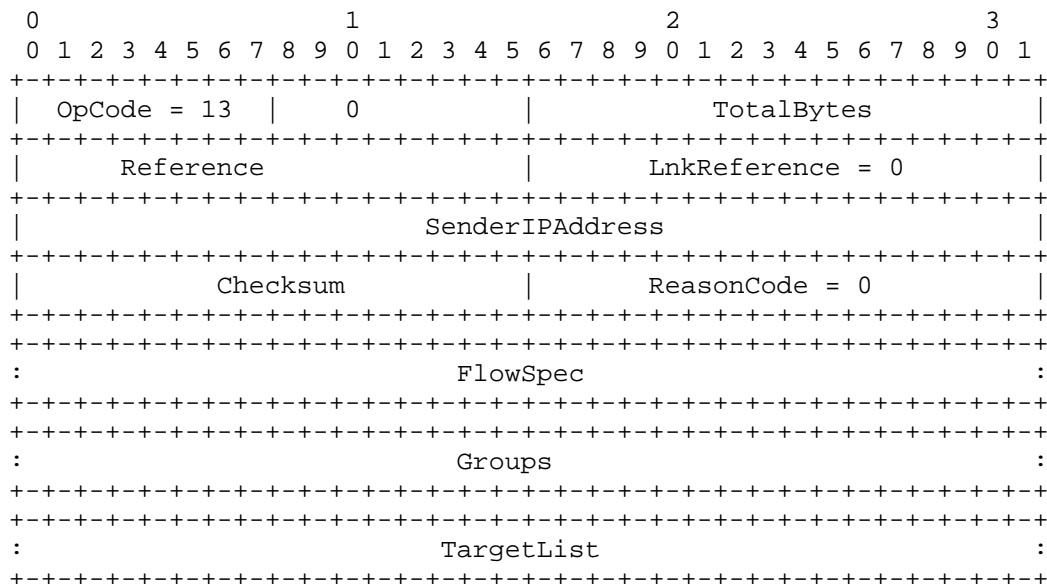 0                   1                   2                   3
 0 1 2 3 4 5 6 7 8 9 0 1 2 3 4 5 6 7 8 9 0 1 2 3 4 5 6 7 8 9 0 1
+-+-+-+-+-+-+-+-+-+-+-+-+-+-+-+-+-+-+-+-+-+-+-+-+-+-+-+-+-+-+-+-+
|  OpCode = 13  |    0          |           TotalBytes          |
+-+-+-+-+-+-+-+-+-+-+-+-+-+-+-+-+-+-+-+-+-+-+-+-+-+-+-+-+-+-+-+-+
|      Reference                |       LnkReference = 0        |
+-+-+-+-+-+-+-+-+-+-+-+-+-+-+-+-+-+-+-+-+-+-+-+-+-+-+-+-+-+-+-+-+
|                         SenderIPAddress                       |
+-+-+-+-+-+-+-+-+-+-+-+-+-+-+-+-+-+-+-+-+-+-+-+-+-+-+-+-+-+-+-+-+
|            Checksum           |       ReasonCode = 0          |
+-+-+-+-+-+-+-+-+-+-+-+-+-+-+-+-+-+-+-+-+-+-+-+-+-+-+-+-+-+-+-+-+
+-+-+-+-+-+-+-+-+-+-+-+-+-+-+-+-+-+-+-+-+-+-+-+-+-+-+-+-+-+-+-+-+
:                           FlowSpec                            :
+-+-+-+-+-+-+-+-+-+-+-+-+-+-+-+-+-+-+-+-+-+-+-+-+-+-+-+-+-+-+-+-+
+-+-+-+-+-+-+-+-+-+-+-+-+-+-+-+-+-+-+-+-+-+-+-+-+-+-+-+-+-+-+-+-+
:                           Groups                              :
+-+-+-+-+-+-+-+-+-+-+-+-+-+-+-+-+-+-+-+-+-+-+-+-+-+-+-+-+-+-+-+-+
+-+-+-+-+-+-+-+-+-+-+-+-+-+-+-+-+-+-+-+-+-+-+-+-+-+-+-+-+-+-+-+-+
:                          TargetList                           :
+-+-+-+-+-+-+-+-+-+-+-+-+-+-+-+-+-+-+-+-+-+-+-+-+-+-+-+-+-+-+-+-+